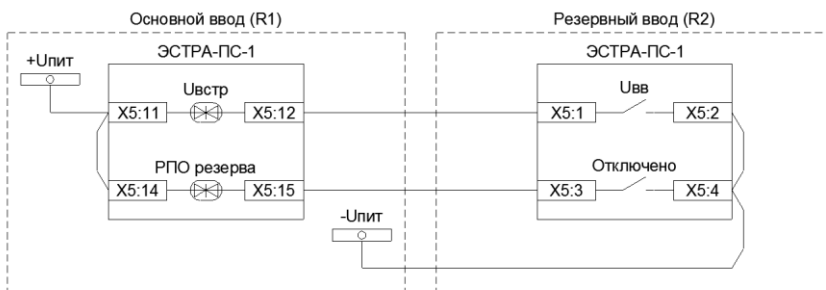 Основной ввод (R1)
Резервный ввод (R2)
ЭСТРА-ПС-1
ЭСТРА-ПС-1
+Uпит
Uвстр
Uвв
X5:11
X5:12
X5:1
X5:2
РПО резерва
Отключено
X5:14
X5:15
X5:3
X5:4
-Uпит